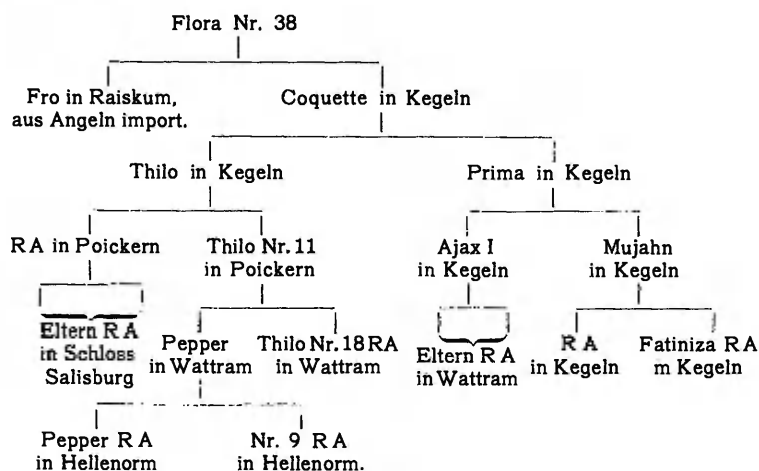 Flora Nr. 38
Fro in Raiskum,
aus Angeln import.
Coquette in Kegeln
Thilo in Kegeln
Prima in Kegeln
R A in Poickern
Thilo Nr. 11
in Poickern
Ajax I
in Kegeln
Mujahn
in Kegeln
Eltern R A
in Schloss
Salisburg
Pepper
in Wattram
Thilo Nr. 18 RA
in Wattram
Eltern R A
in Wattram
R A
in Kegeln
Fatiniza RA
m Kegeln
Pepper R A
in Hellenorm
Nr. 9 R A
in Hellenorm.